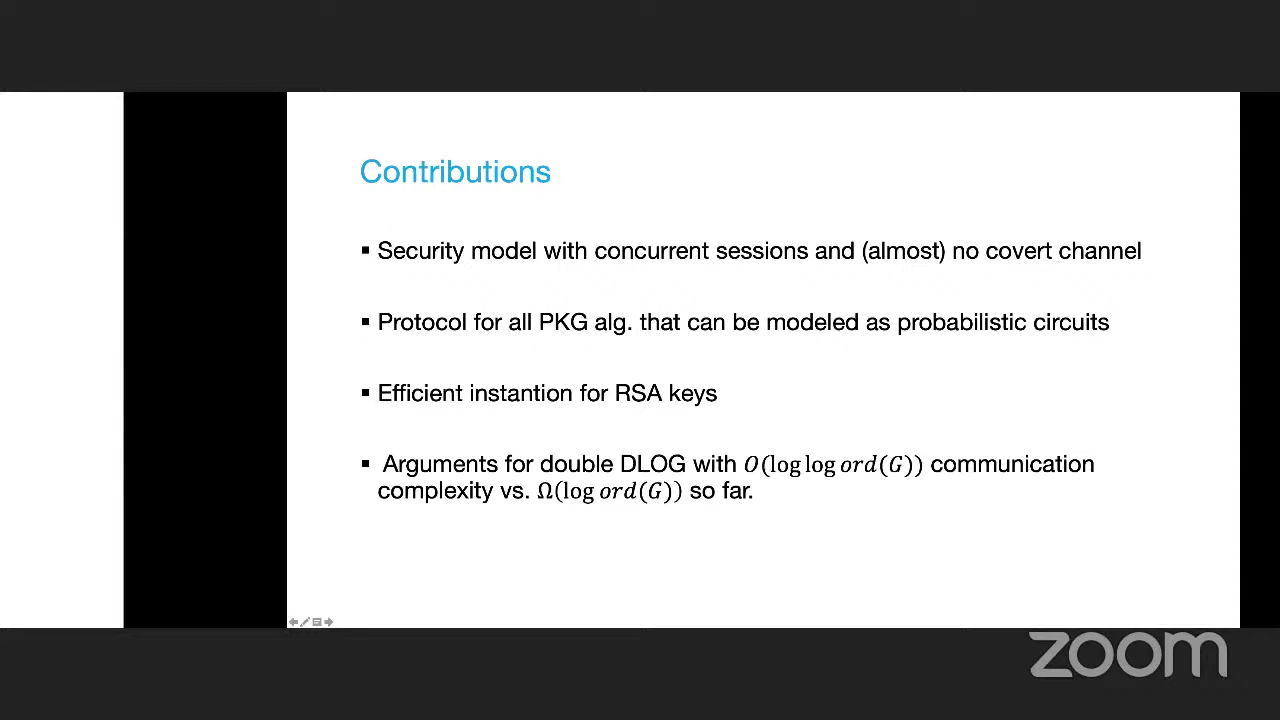 Contributions
▪ Security model with concurrent sessions and (almost) no covert channel
▪ Protocol for all PKG alg. that can be modeled as probabilistic circuits
▪ Efficient instantion for RSA keys
▪ Arguments for double DLOG with O(log log ord(G)) communication
complexity vs. Ω(log ord(G)) so far.
zoom